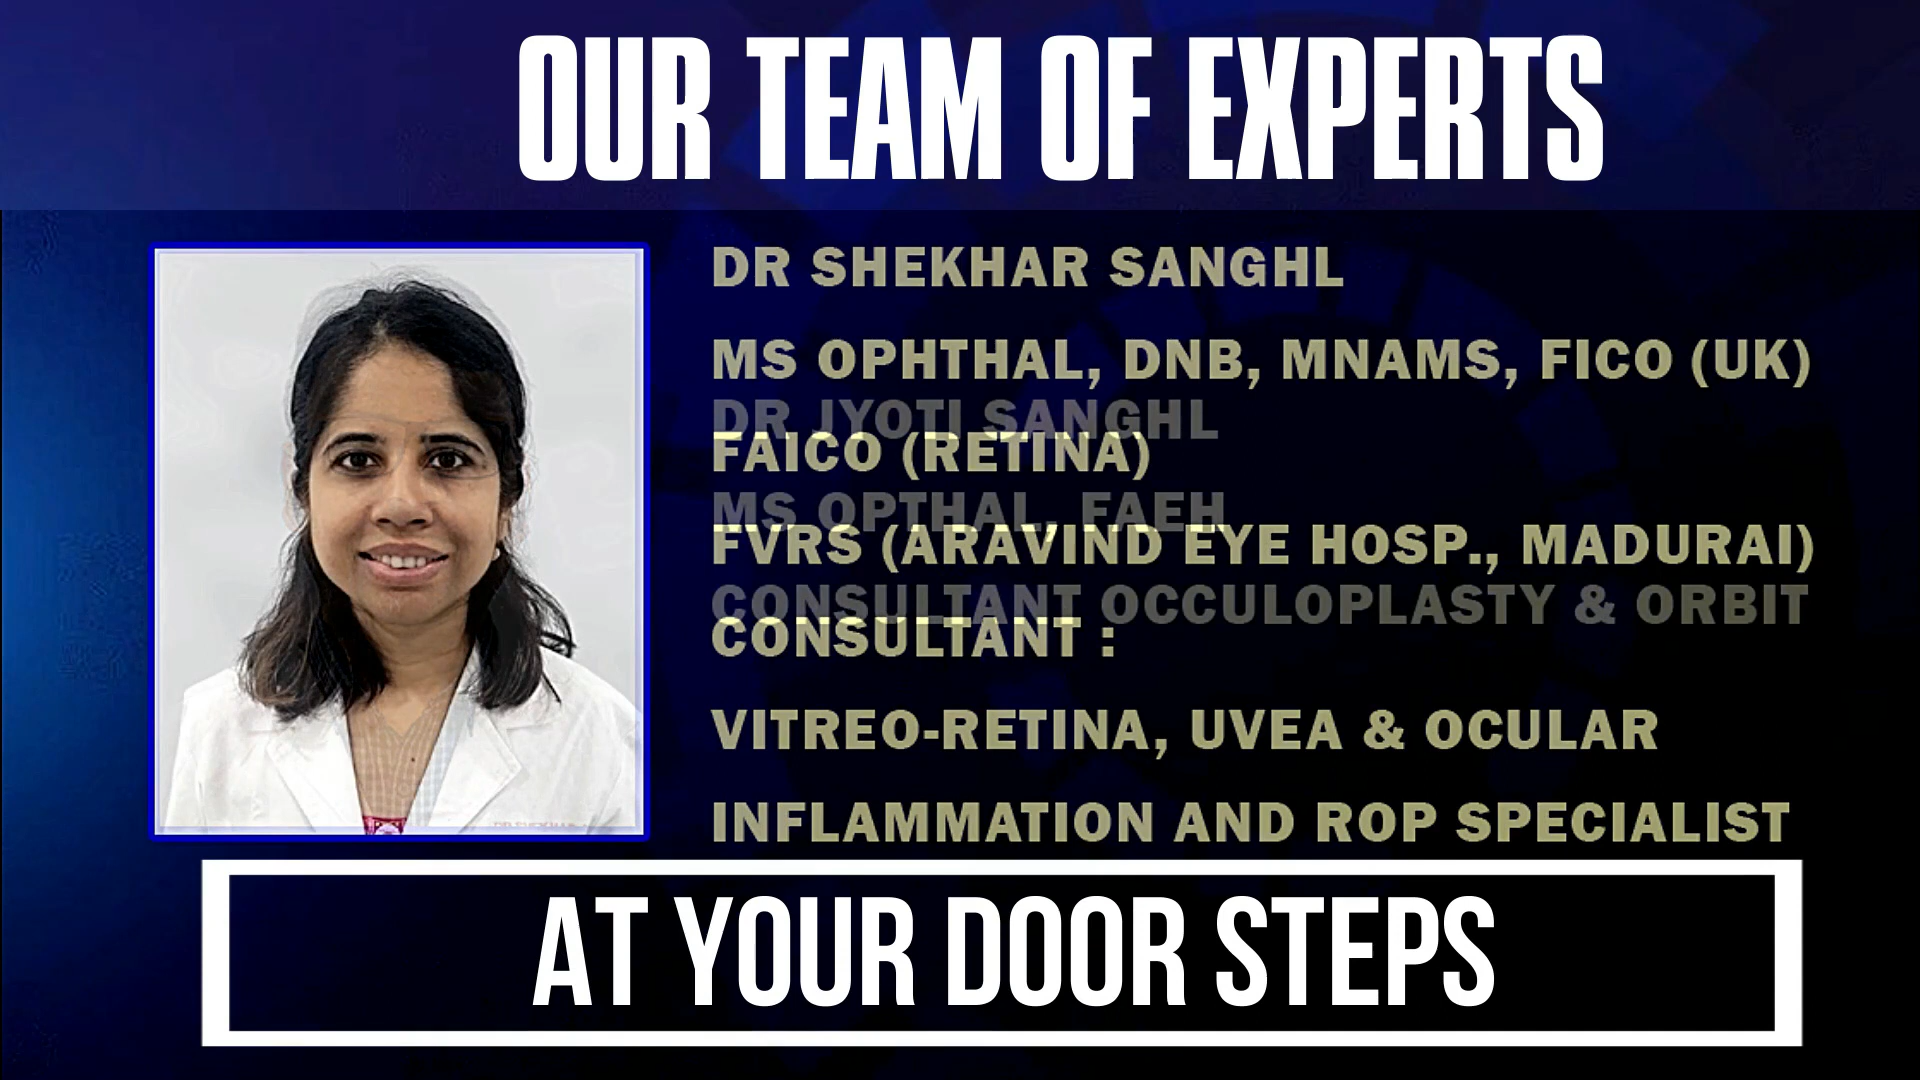 OUR TEAM OF EXPERTS
DR SHEKHAR SANGHL
MS OPHTHAL, DNB, MNAMS, FICO (UK)
DR JYOTI SANGHL
FAICO (RETINA)
MS OPTHAL, FAEH
FVRS (ARAVIND EYE HOSP., MADURAI)
CONSULTANT OCCULOPLASTY & ORBIT
CONSULTANT :
VITREO-RETINA, UVEA & OCULAR
INFLAMMATION AND ROP SPECIALIST
AT YOUR DOOR STEPS